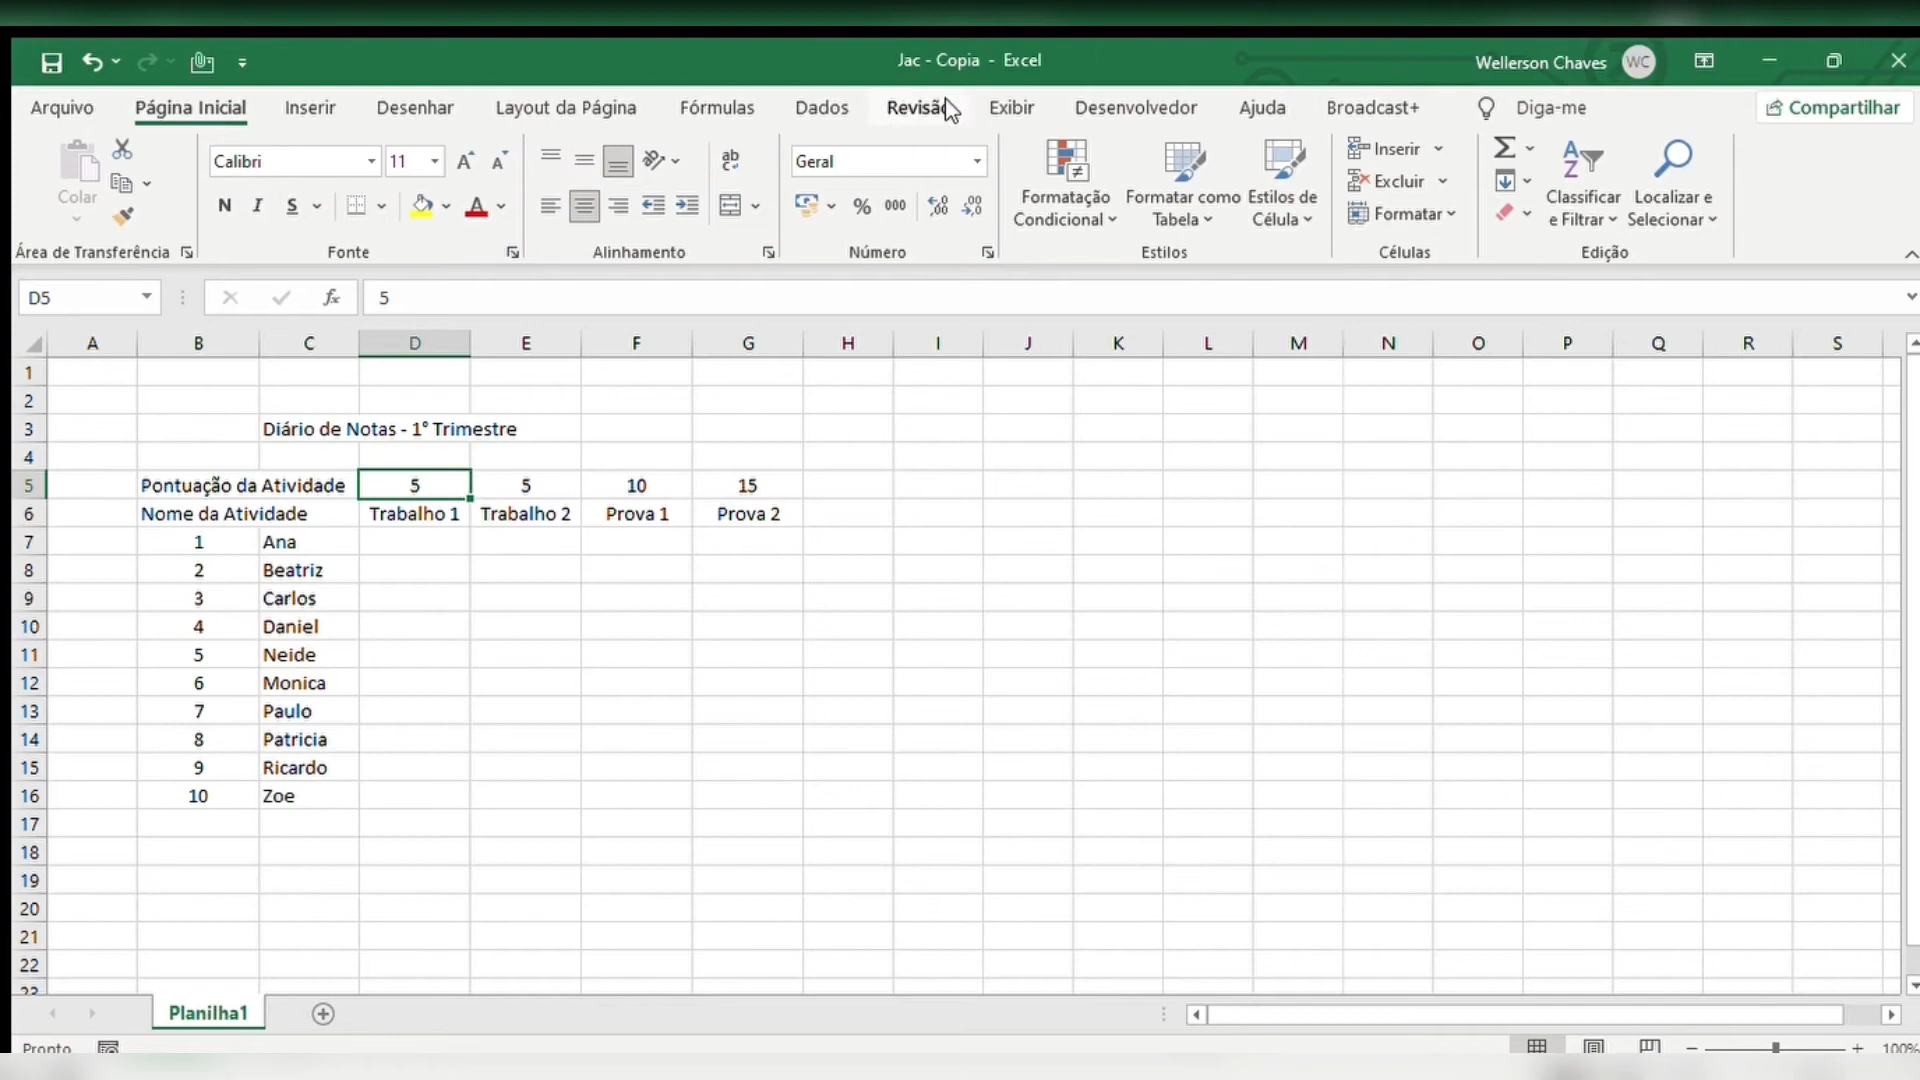 Jac - Copia - Excel
Wellerson Chaves WC
Arquivo Página Inicial Inserir Desenhar Layout da Página Fórmulas Dados Revisão Exibir Desenvolvedor Ajuda Broadcast+ Diga-me Compartilhar
Colar
Calibri 11
N I S
ab
Geral
% 000
Formatação Condicional
Formatar como Tabela
Estilos de Célula
Inserir
Excluir
Formatar
Classificar e Filtrar
Localizar e Selecionar
Área de Transferência Fonte Alinhamento Número Estilos Células Edição
D5 fx 5
A B C D E F G H I J K L M N O P Q R S
1
2
3 Diário de Notas - 1° Trimestre
4
5 Pontuação da Atividade 5 5 10 15
6 Nome da Atividade Trabalho 1 Trabalho 2 Prova 1 Prova 2
7 1 Ana
8 2 Beatriz
9 3 Carlos
10 4 Daniel
11 5 Neide
12 6 Monica
13 7 Paulo
14 8 Patricia
15 9 Ricardo
16 10 Zoe
17
18
19
20
21
22
23
Planilha1
Pronto 100%